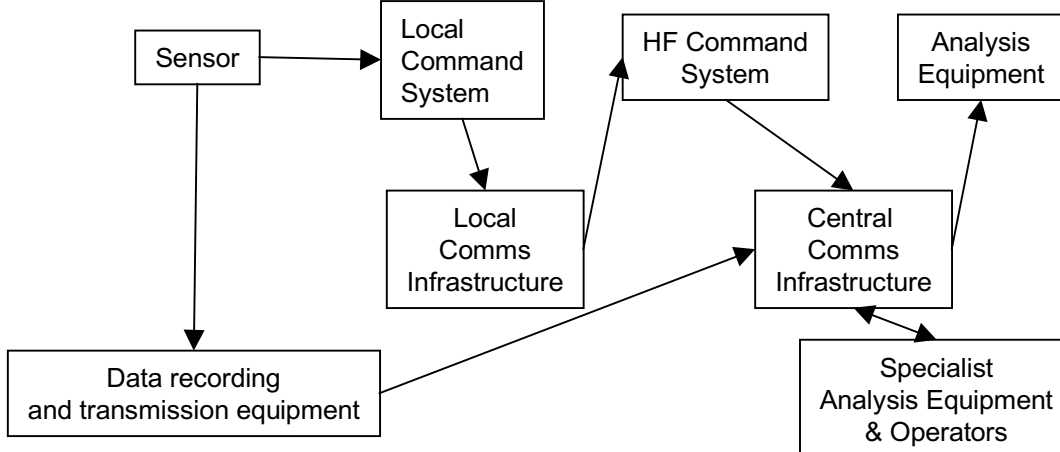 Sensor
Local
Command
System
HF Command
System
Analysis
Equipment
Local
Comms
Infrastructure
Central
Comms
Infrastructure
Data recording
and transmission equipment
Specialist
Analysis Equipment
& Operators